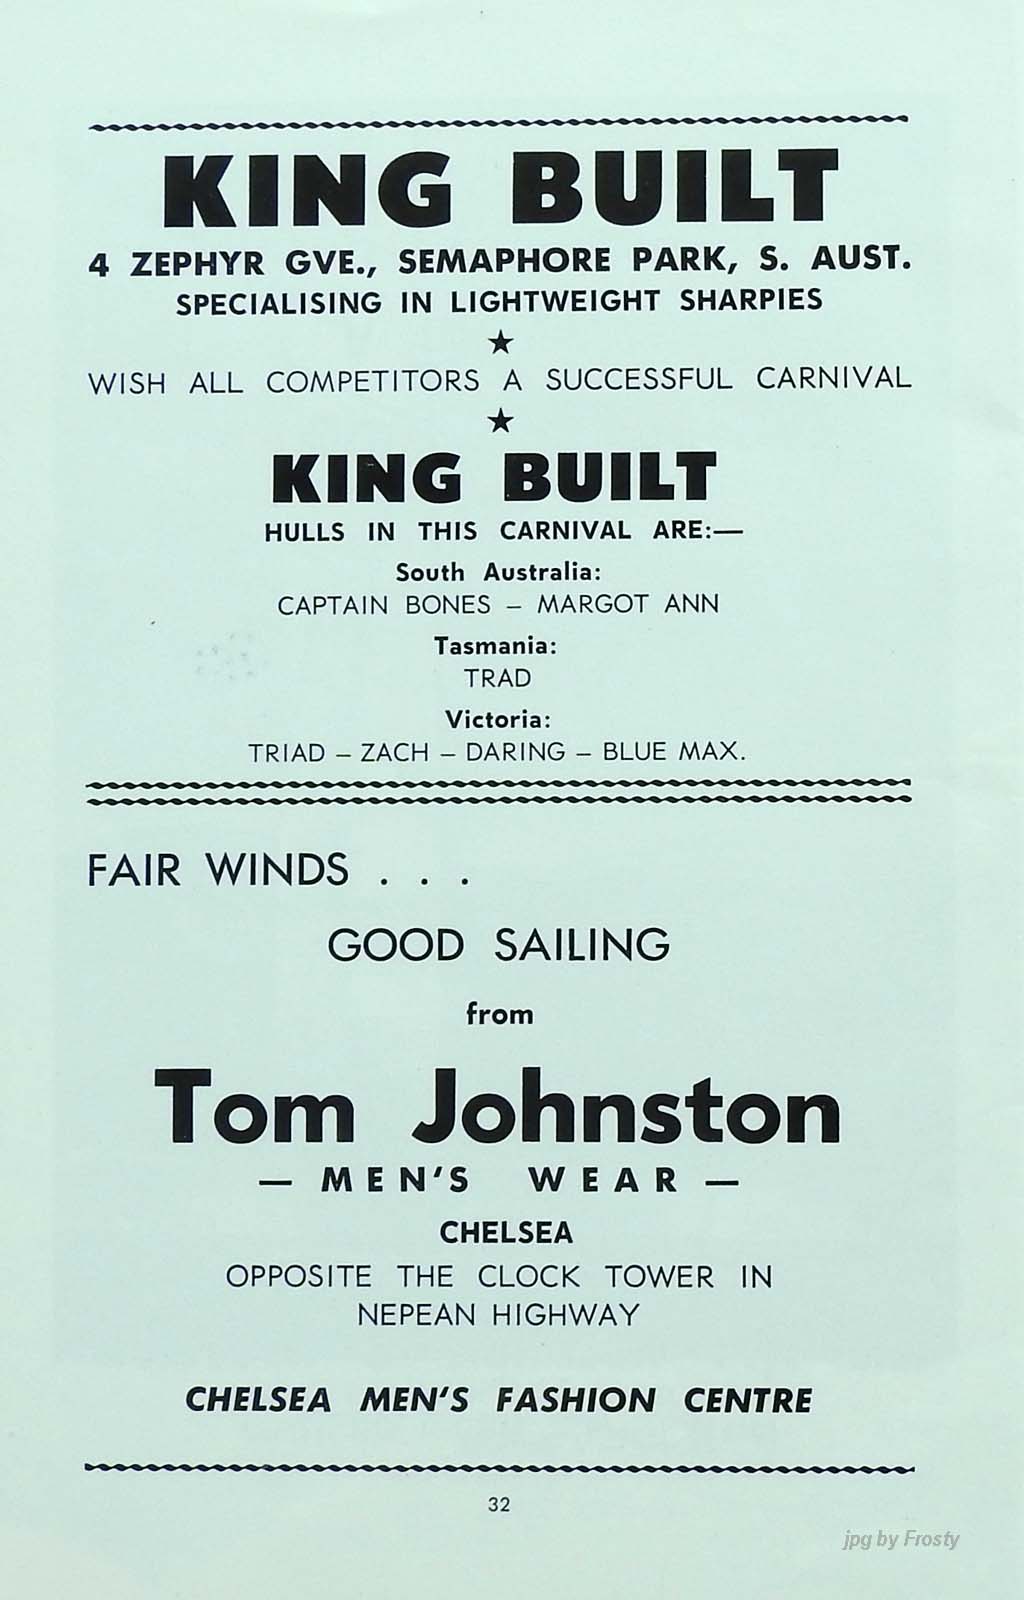 KING BUILT
4 ZEPHYR GVE., SEMAPHORE PARK, S. AUST.
SPECIALISING IN LIGHTWEIGHT SHARPIES
★
WISH ALL COMPETITORS A SUCCESSFUL CARNIVAL
★
KING BUILT
HULLS IN THIS CARNIVAL ARE:—
South Australia:
CAPTAIN BONES – MARGOT ANN
Tasmania:
TRAD
Victoria:
TRIAD – ZACH – DARING – BLUE MAX.
FAIR WINDS . . .
GOOD SAILING
from
Tom Johnston
— MEN'S WEAR —
CHELSEA
OPPOSITE THE CLOCK TOWER IN
NEPEAN HIGHWAY
CHELSEA MEN'S FASHION CENTRE
32
jpg by Frosty